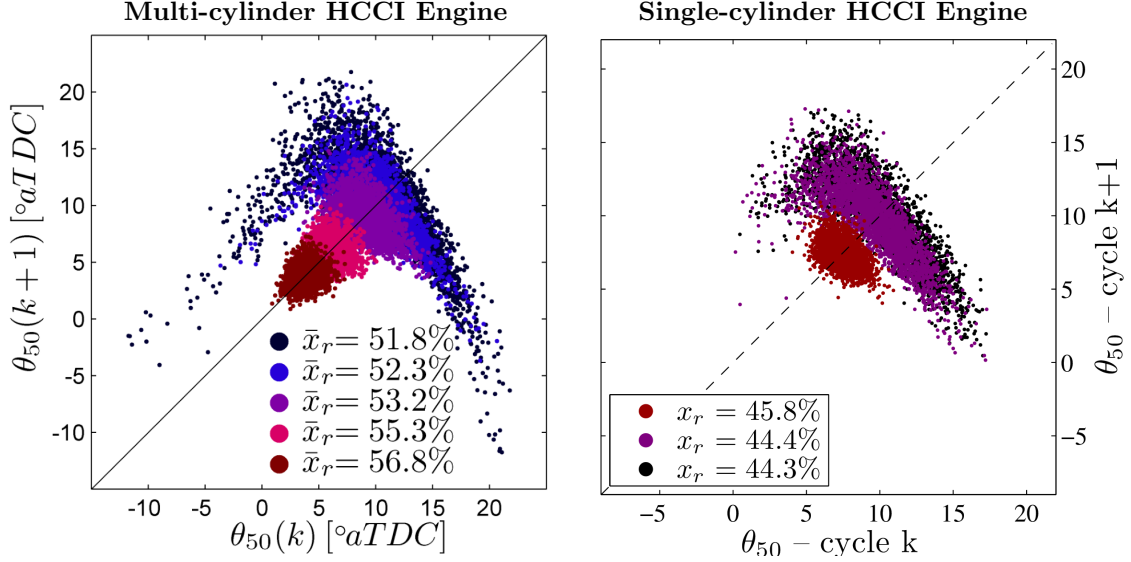 Multi-cylinder HCCI Engine
θ₅₀(k + 1) [°aTDC]
20
15
10
5
0
-5
-10
x̄ᵣ= 51.8%
x̄ᵣ= 52.3%
x̄ᵣ= 53.2%
x̄ᵣ= 55.3%
x̄ᵣ= 56.8%
-10 -5 0 5 10 15 20
θ₅₀(k) [°aTDC]
Single-cylinder HCCI Engine
20
15
10
5
0
−5
θ₅₀ – cycle k+1
xᵣ = 45.8%
xᵣ = 44.4%
xᵣ = 44.3%
−5 0 5 10 15 20
θ₅₀ – cycle k